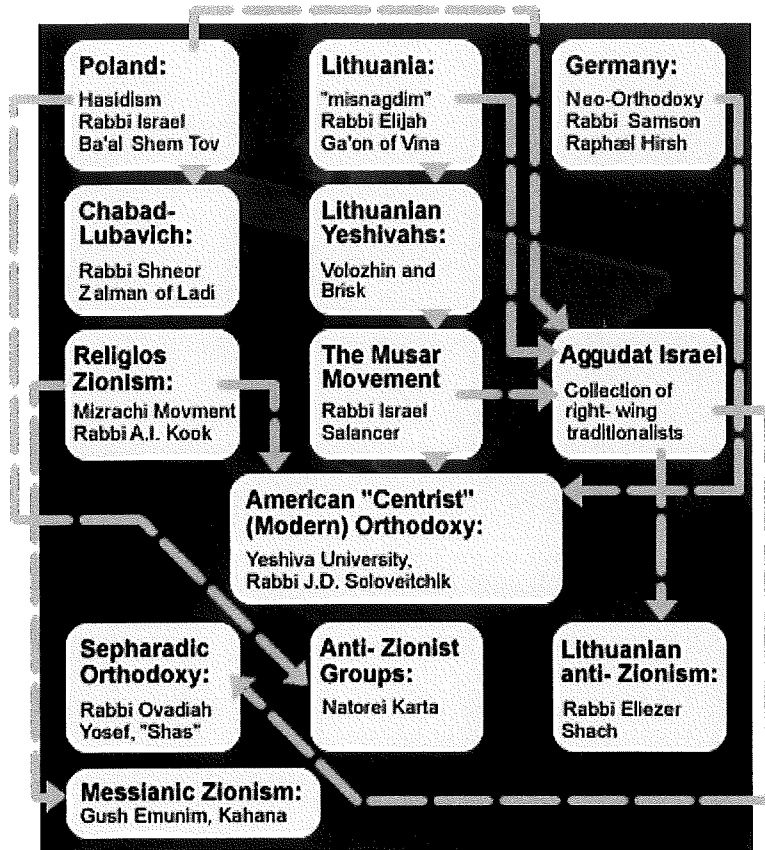 Poland:
Hasidism
Rabbi Israel
Ba'al Shem Tov
Lithuania:
"misnagdim"
Rabbi Elijah
Ga'on of Vina
Germany:
Neo-Orthodoxy
Rabbi Samson
Raphael Hirsh
Chabad-
Lubavich:
Rabbi Shneor
Zalman of Ladi
Lithuanian
Yeshivahs:
Volozhin and
Brisk
Religios
Zionism:
Mizrachi Movment
Rabbi A.I. Kook
The Musar
Movement
Rabbi Israel
Salancer
Aggudat Israel
Collection of
right- wing
traditionalists
American "Centrist"
(Modern) Orthodoxy:
Yeshiva University,
Rabbi J.D. Soloveitchik
Sepharadic
Orthodoxy:
Rabbi Ovadiah
Yosef, "Shas"
Anti- Zionist
Groups:
Natorei Karta
Lithuanian
anti- Zionism:
Rabbi Eliezer
Shach
Messianic Zionism:
Gush Emunim, Kahana